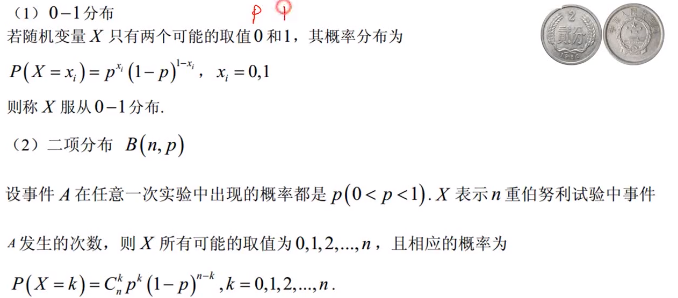 （1）0−1分布
p 1
若随机变量 X 只有两个可能的取值0和1，其概率分布为
P(X = x_i) = p^{x_i} (1−p)^{1−x_i} ，x_i = 0,1
则称 X 服从0−1分布.
（2）二项分布 B(n, p)
设事件 A 在任意一次实验中出现的概率都是 p(0 < p < 1). X 表示 n 重伯努利试验中事件
A 发生的次数，则 X 所有可能的取值为 0,1,2,...,n，且相应的概率为
P(X = k) = C_n^k p^k (1−p)^{n−k}, k = 0,1,2,...,n.
贰分